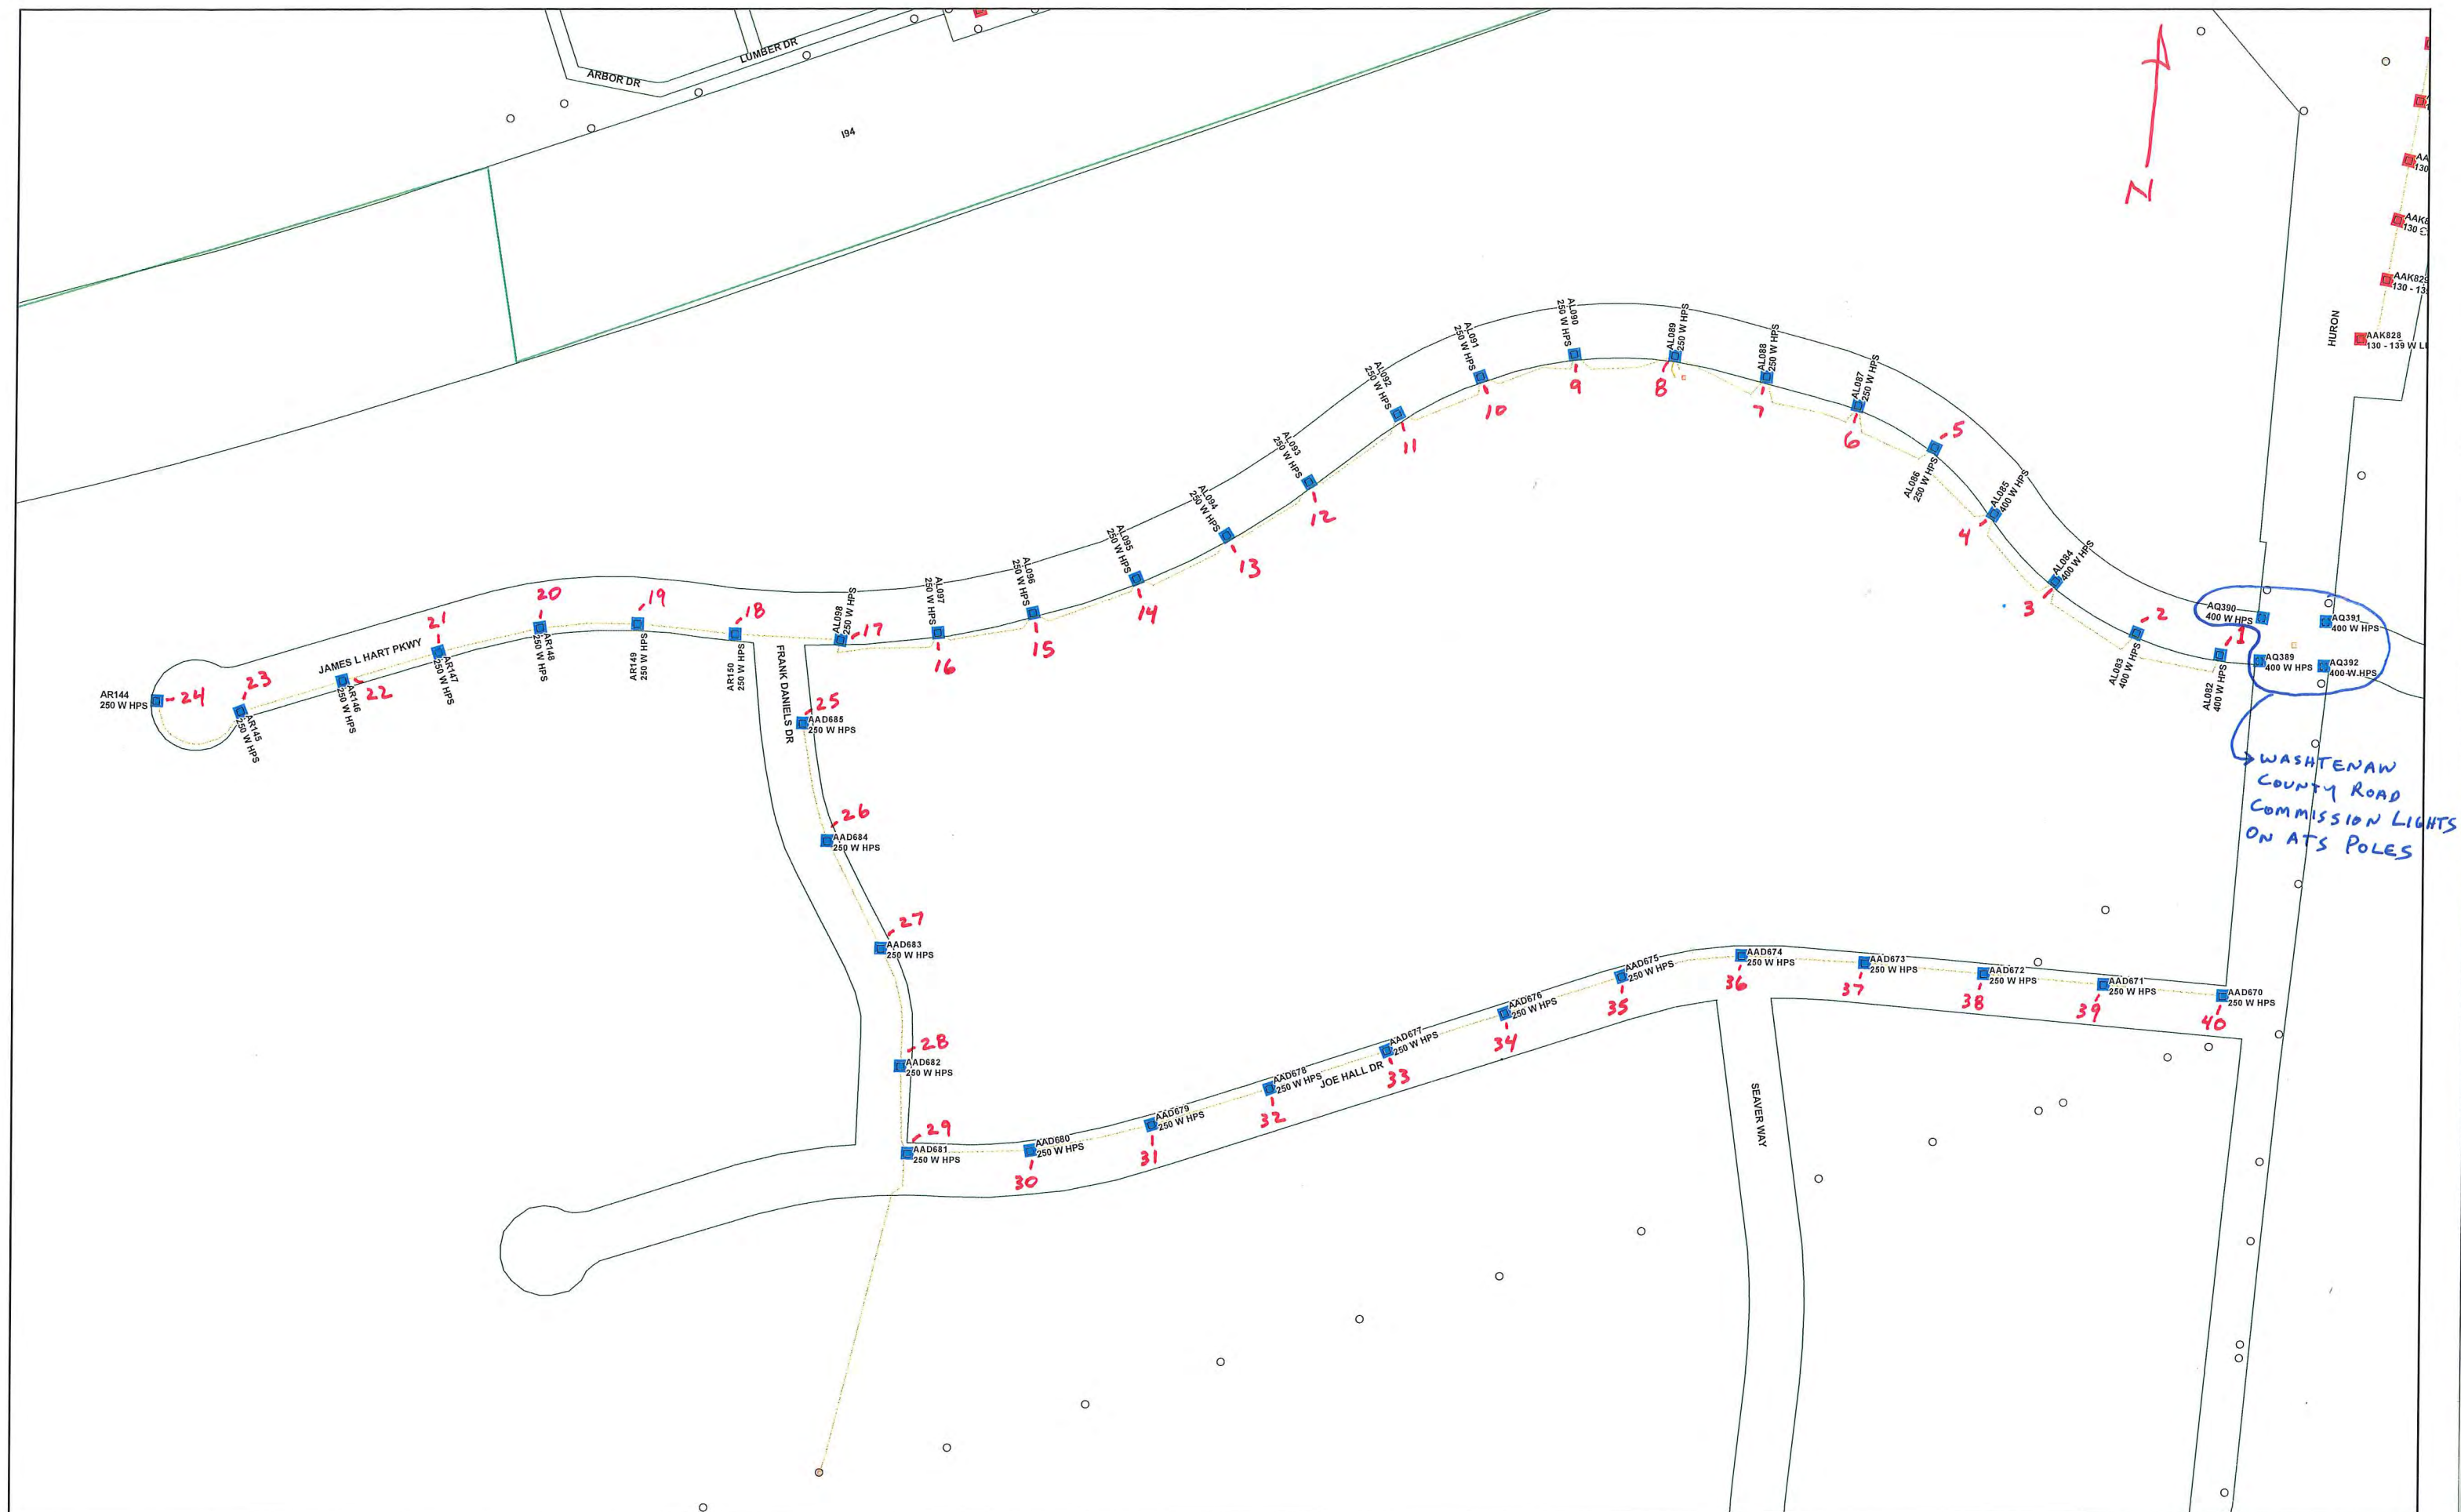 LUMBER DR
ARBOR DR
I94
N
HURON
AAK829
AAK828
AL090
250 W HPS
9
AL089
250 W HPS
8
AL088
250 W HPS
7
AL087
250 W HPS
6
AL086
250 W HPS
5
AL085
400 W HPS
4
AL084
400 W HPS
3
AL083
400 W HPS
2
AL082
400 W HPS
1
AQ390
400 W HPS
AQ391
400 W HPS
AQ389
400 W HPS
AQ392
400 W HPS
WASHTENAW
COUNTY ROAD
COMMISSION LIGHTS
ON ATS POLES
AL091
250 W HPS
10
AL092
250 W HPS
11
AL093
250 W HPS
12
AL094
250 W HPS
13
AL095
250 W HPS
14
AL096
250 W HPS
15
AL097
250 W HPS
16
AL098
250 W HPS
17
AR150
250 W HPS
18
AR149
250 W HPS
19
AR148
250 W HPS
20
JAMES L HART PKWY
AR147
250 W HPS
21
AR146
250 W HPS
22
AR145
250 W HPS
23
AR144
250 W HPS
24
FRANK DANIELS DR
25
AAD685
250 W HPS
26
AAD684
250 W HPS
27
AAD683
250 W HPS
28
AAD682
250 W HPS
29
AAD681
250 W HPS
AAD680
250 W HPS
30
AAD679
250 W HPS
31
AAD678
250 W HPS
32
JOE HALL DR
AAD677
250 W HPS
33
AAD676
250 W HPS
34
AAD675
250 W HPS
35
AAD674
250 W HPS
36
AAD673
250 W HPS
37
AAD672
250 W HPS
38
AAD671
250 W HPS
39
AAD670
250 W HPS
40
SEAVER WAY